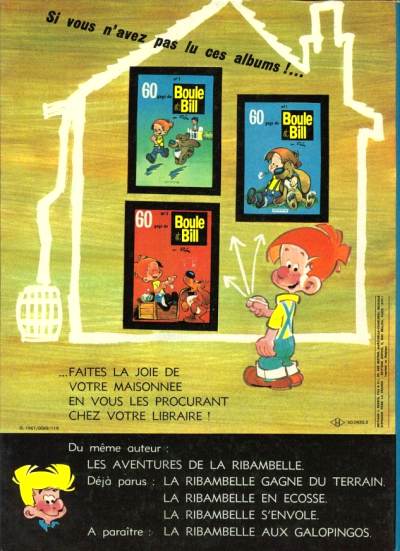 Si vous n'avez pas lu ces albums !...
60 gags de Boule & Bill
60 gags de Boule & Bill
60 gags de Boule & Bill
...FAITES LA JOIE DE
VOTRE MAISONNEE
EN VOUS LES PROCURANT
CHEZ VOTRE LIBRAIRE !
Du même auteur :
LES AVENTURES DE LA RIBAMBELLE.
Déjà parus : LA RIBAMBELLE GAGNE DU TERRAIN.
LA RIBAMBELLE EN ECOSSE.
LA RIBAMBELLE S'ENVOLE.
A paraître : LA RIBAMBELLE AUX GALOPINGOS.